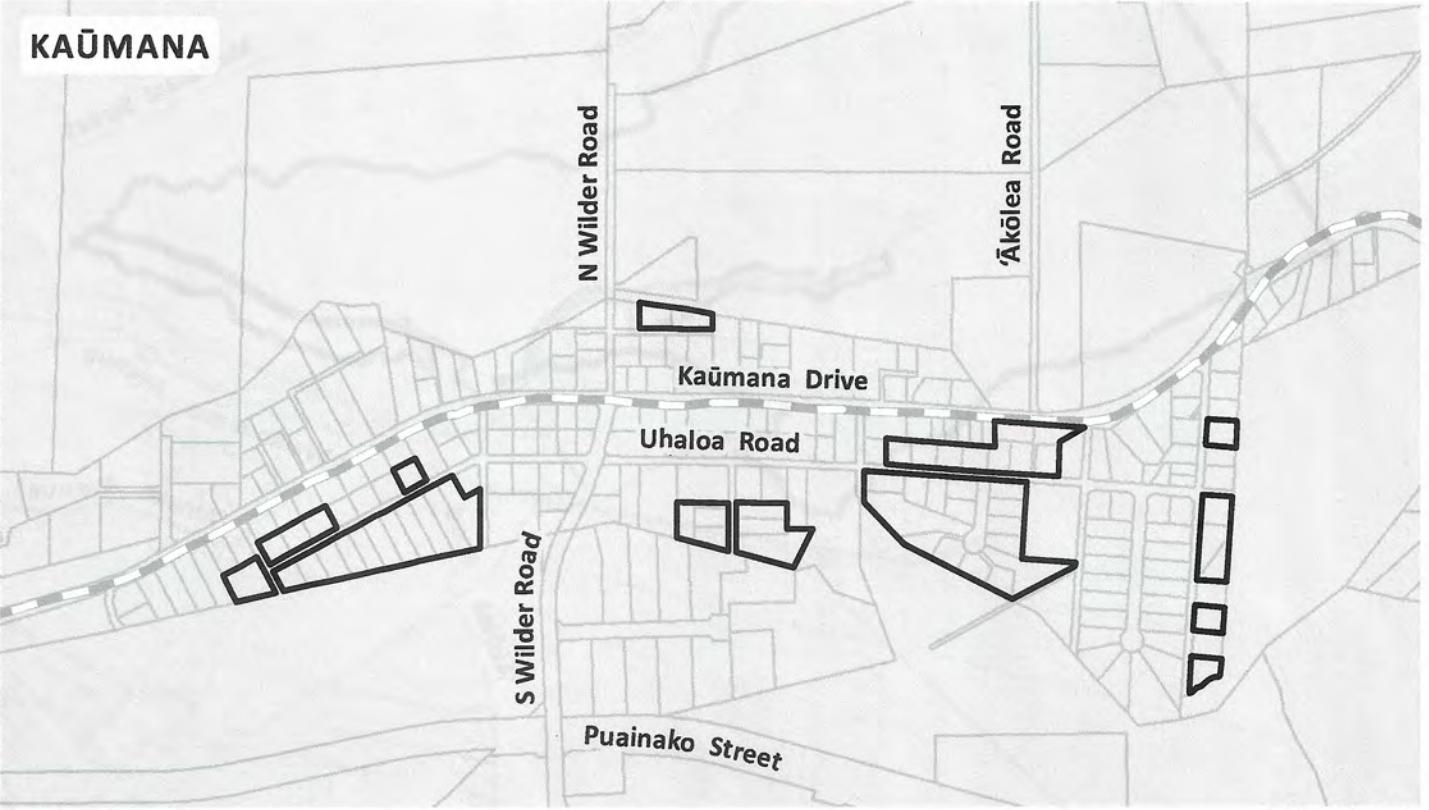 KAŪMANA
N Wilder Road
ʻĀkōlea Road
Kaūmana Drive
Uhaloa Road
S Wilder Road
Puainako Street